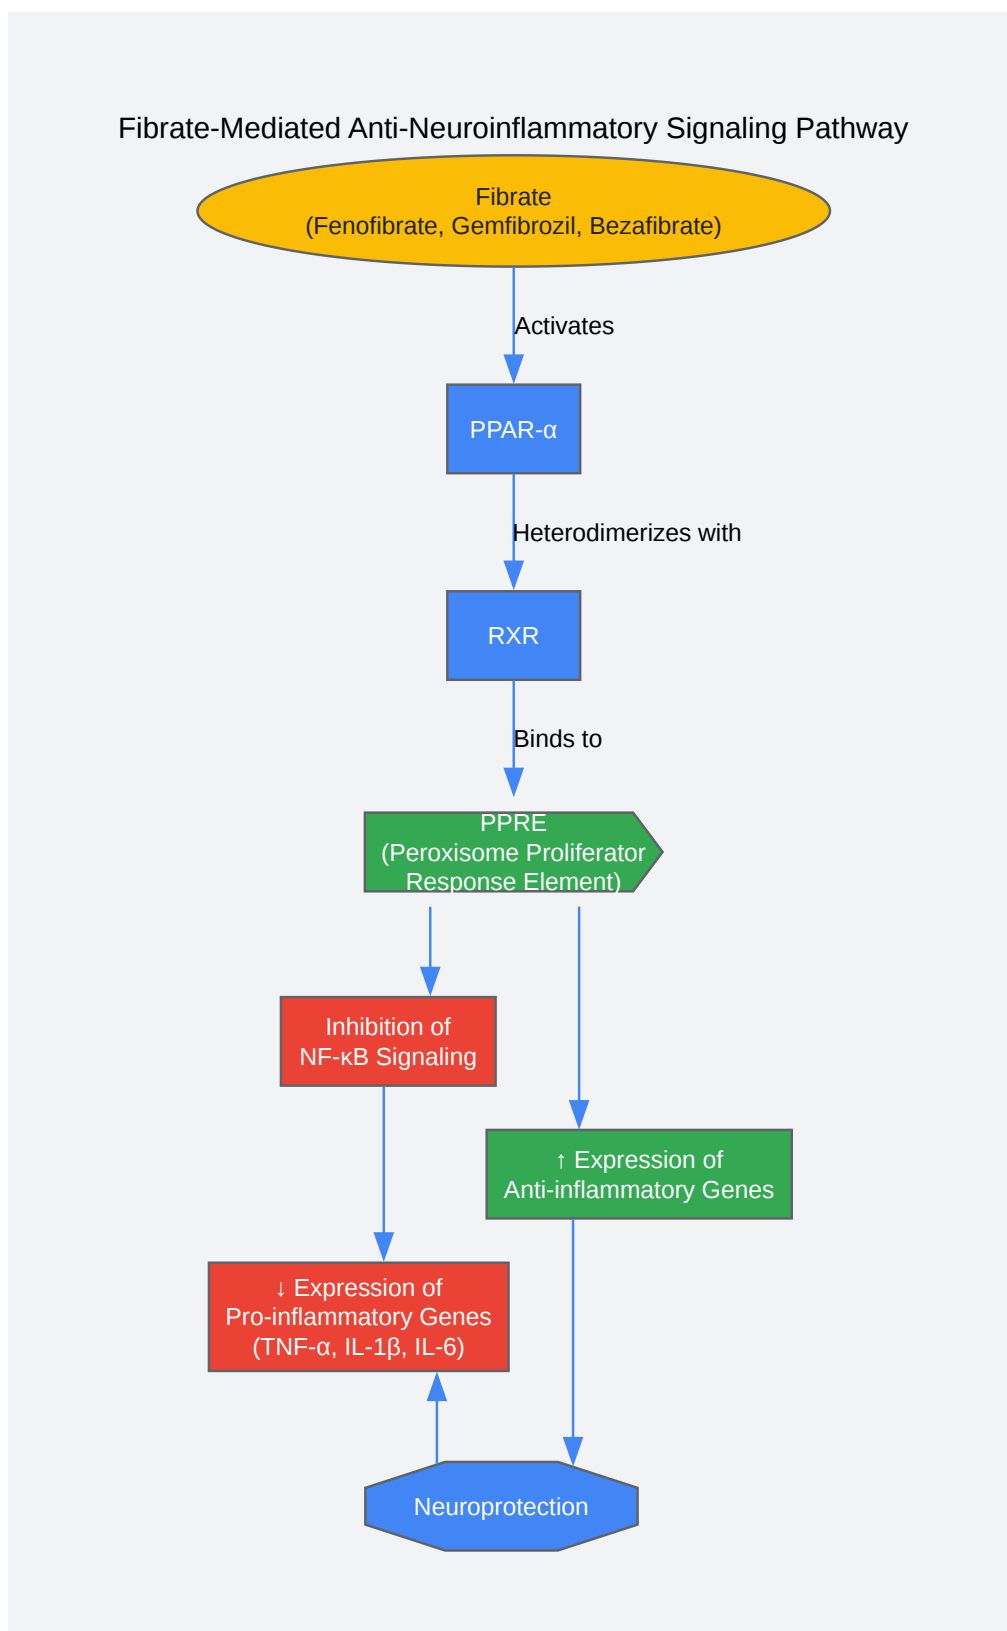 Fibrate-Mediated Anti-Neuroinflammatory Signaling Pathway
Fibrate
(Fenofibrate, Gemfibrozil, Bezafibrate)
Activates
PPAR-α
Heterodimerizes with
RXR
Binds to
PPRE
(Peroxisome Proliferator
Response Element)
Inhibition of
NF-κB Signaling
↑ Expression of
Anti-inflammatory Genes
↓ Expression of
Pro-inflammatory Genes
(TNF-α, IL-1β, IL-6)
Neuroprotection